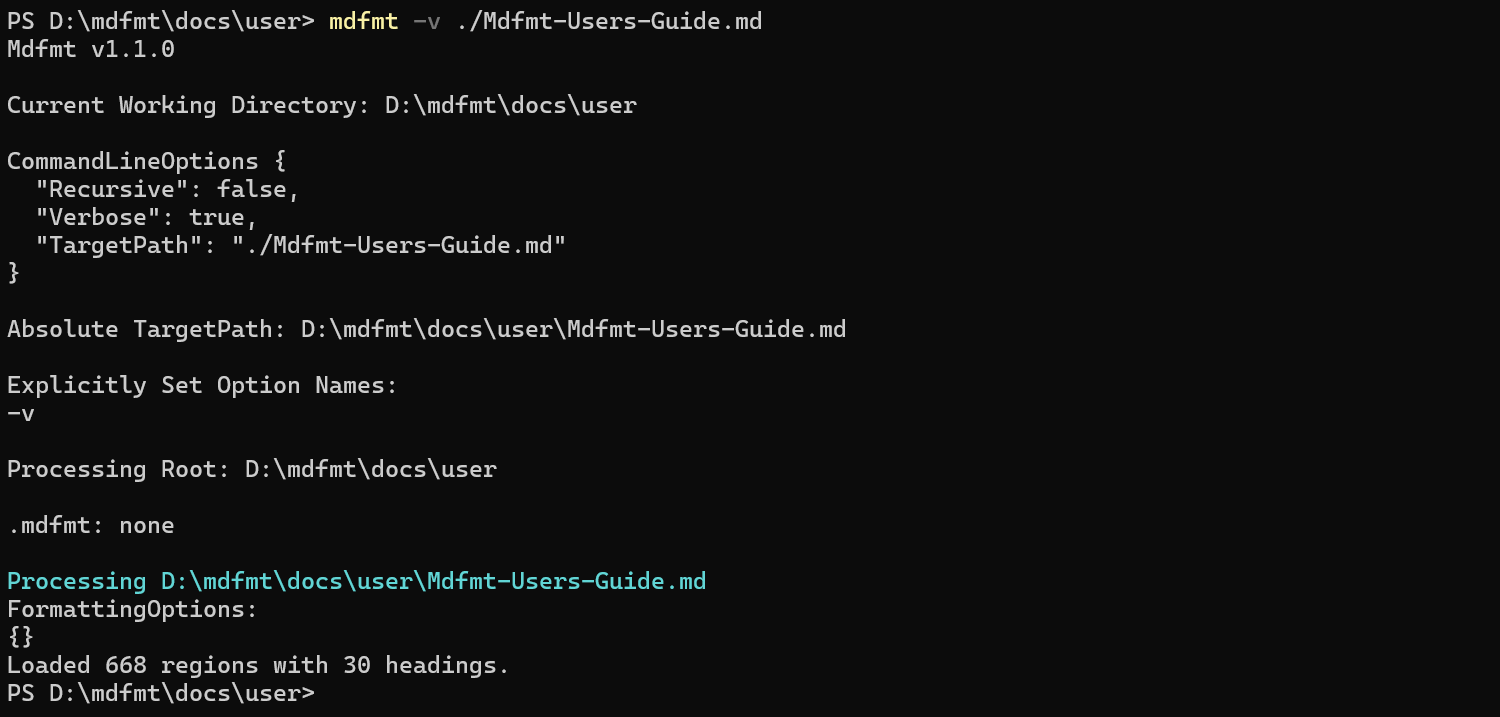 PS D:\mdfmt\docs\user> mdfmt -v ./Mdfmt-Users-Guide.md
Mdfmt v1.1.0
Current Working Directory: D:\mdfmt\docs\user
CommandLineOptions {
  "Recursive": false,
  "Verbose": true,
  "TargetPath": "./Mdfmt-Users-Guide.md"
}
Absolute TargetPath: D:\mdfmt\docs\user\Mdfmt-Users-Guide.md
Explicitly Set Option Names:
-v
Processing Root: D:\mdfmt\docs\user
.mdfmt: none
Processing D:\mdfmt\docs\user\Mdfmt-Users-Guide.md
FormattingOptions:
{}
Loaded 668 regions with 30 headings.
PS D:\mdfmt\docs\user>